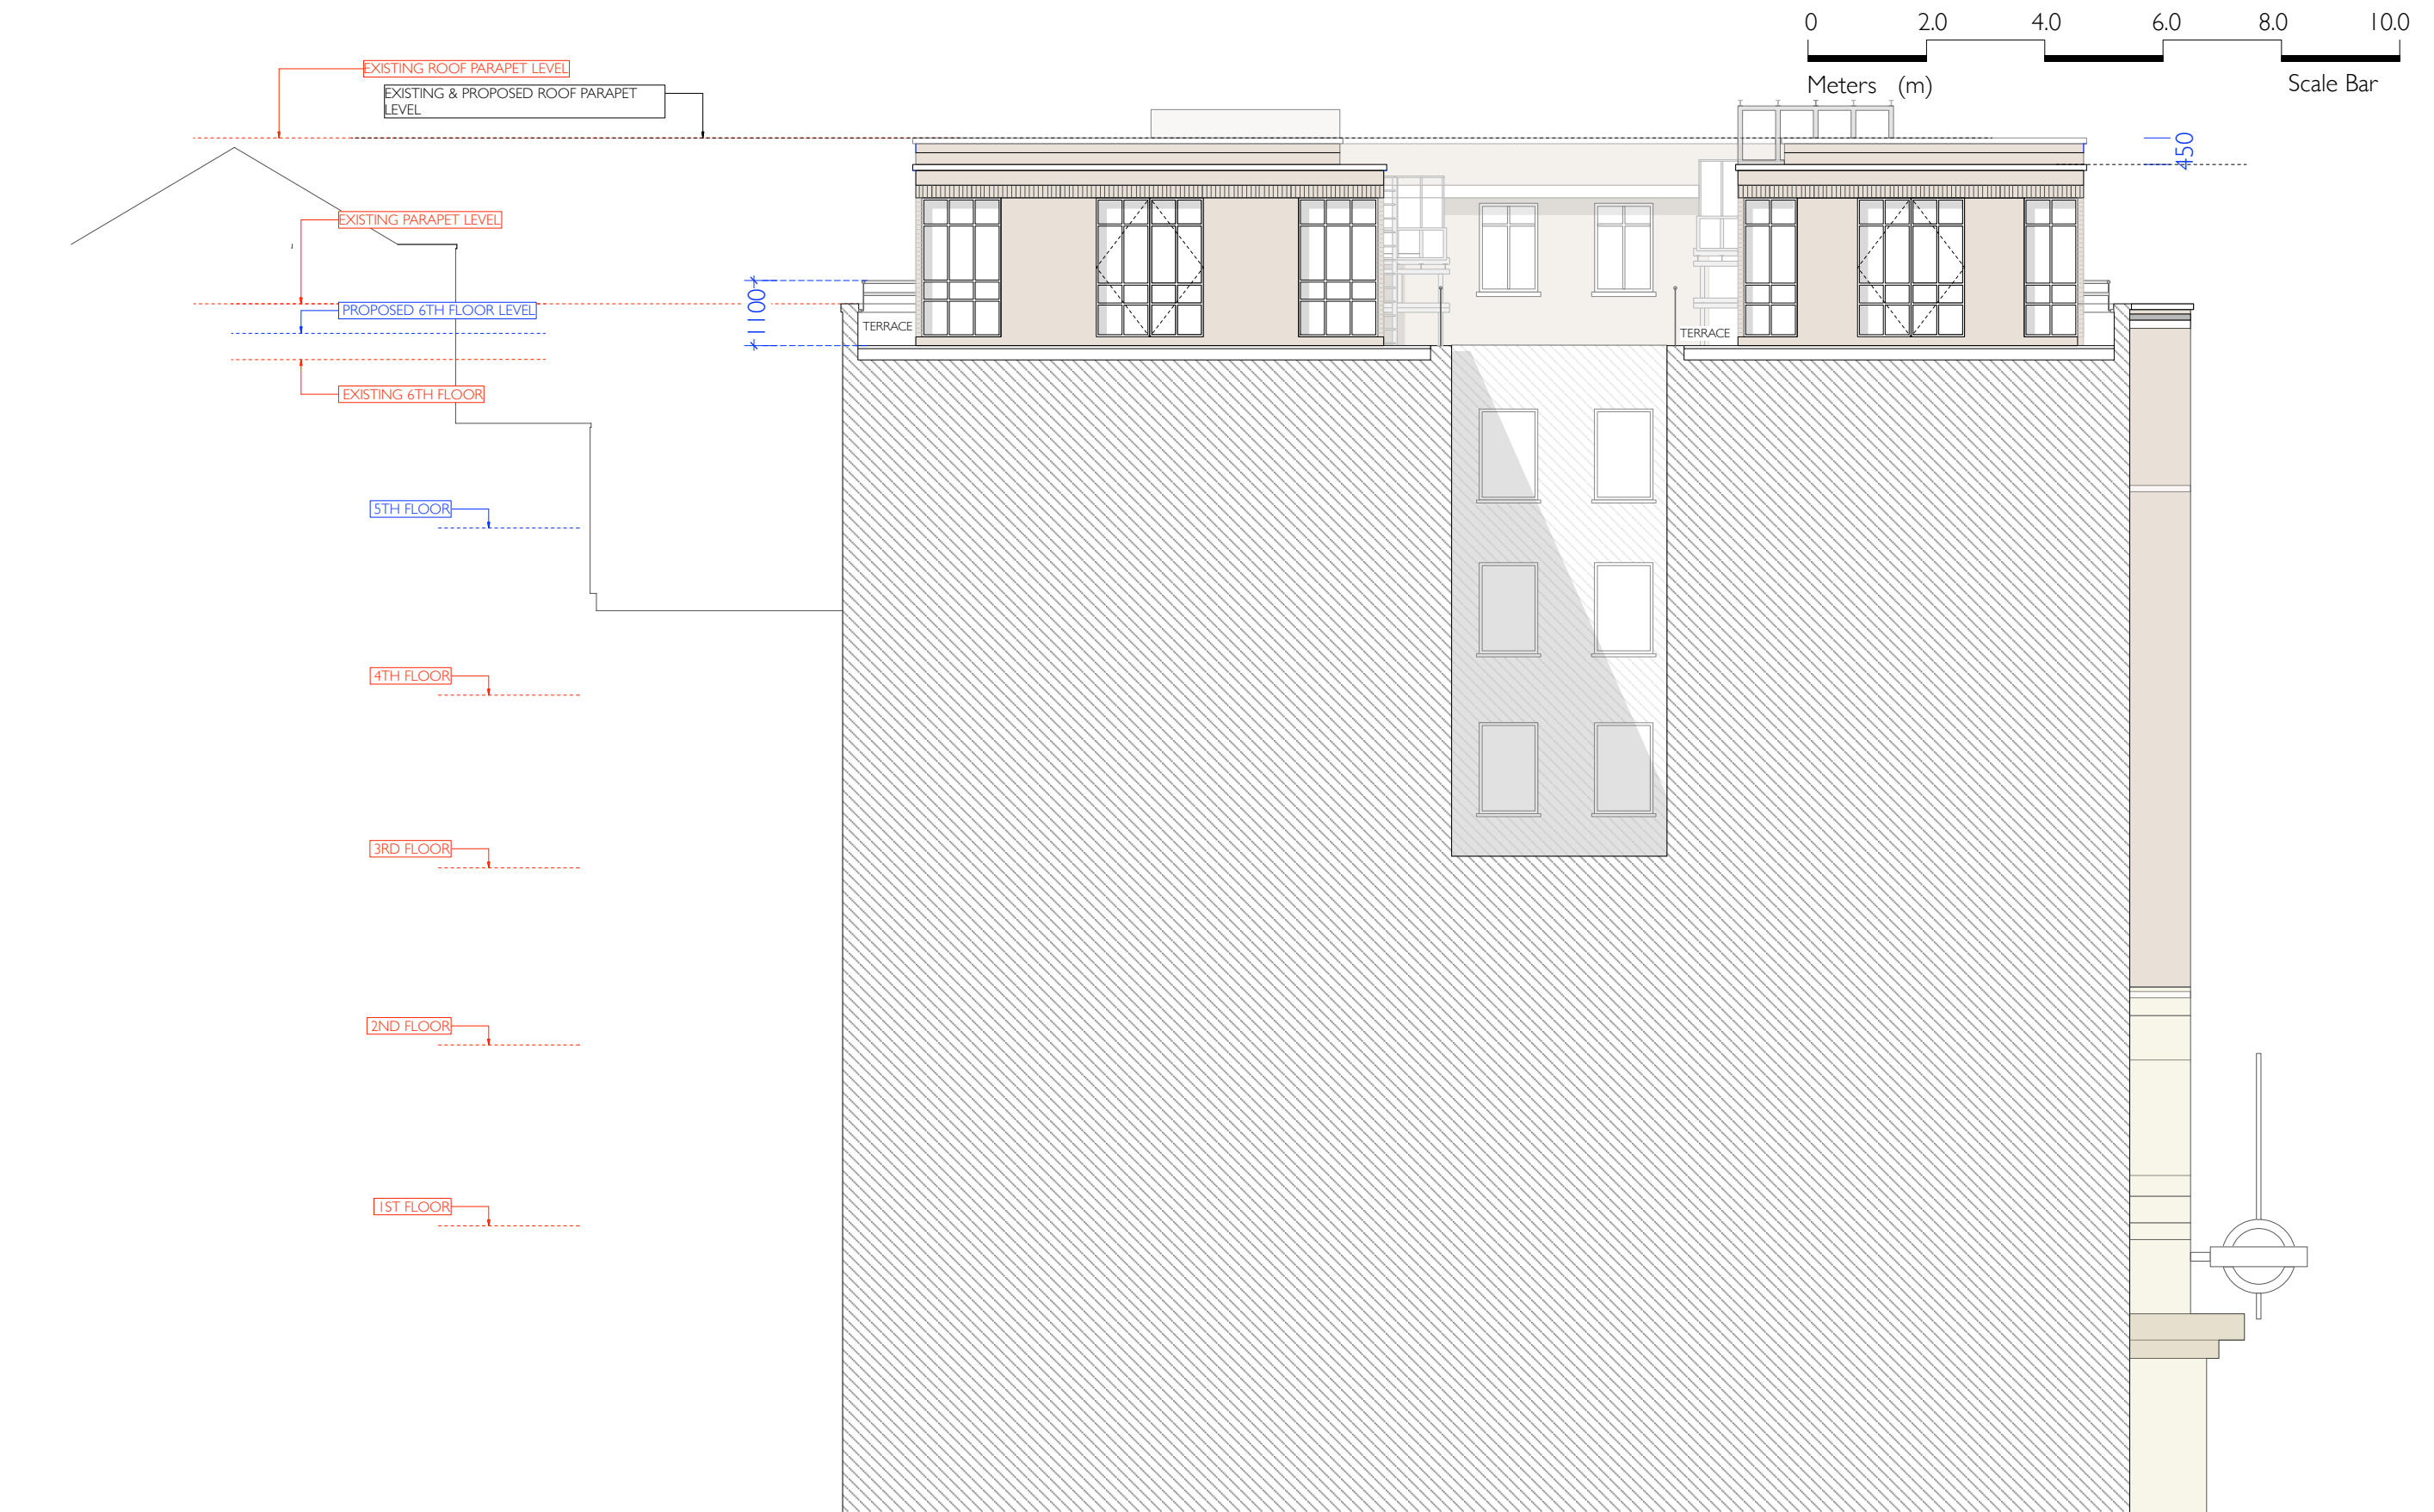 0 2.0 4.0 6.0 8.0 10.0
Meters (m) Scale Bar
EXISTING ROOF PARAPET LEVEL
EXISTING & PROPOSED ROOF PARAPET
LEVEL
450
EXISTING PARAPET LEVEL
PROPOSED 6TH FLOOR LEVEL
1100
TERRACE
TERRACE
EXISTING 6TH FLOOR
5TH FLOOR
4TH FLOOR
3RD FLOOR
2ND FLOOR
1ST FLOOR